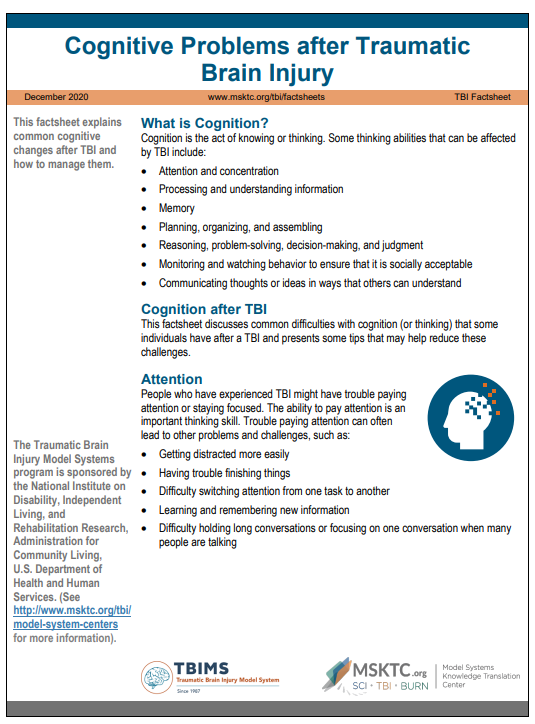 Cognitive Problems after Traumatic
Brain Injury
December 2020
www.msktc.org/tbi/factsheets
TBI Factsheet
This factsheet explains
common cognitive
changes after TBI and
how to manage them.
What is Cognition?
Cognition is the act of knowing or thinking. Some thinking abilities that can be affected
by TBI include:
• Attention and concentration
• Processing and understanding information
• Memory
• Planning, organizing, and assembling
• Reasoning, problem-solving, decision-making, and judgment
• Monitoring and watching behavior to ensure that it is socially acceptable
• Communicating thoughts or ideas in ways that others can understand
Cognition after TBI
This factsheet discusses common difficulties with cognition (or thinking) that some
individuals have after a TBI and presents some tips that may help reduce these
challenges.
Attention
People who have experienced TBI might have trouble paying
attention or staying focused. The ability to pay attention is an
important thinking skill. Trouble paying attention can often
lead to other problems and challenges, such as:
• Getting distracted more easily
• Having trouble finishing things
• Difficulty switching attention from one task to another
• Learning and remembering new information
• Difficulty holding long conversations or focusing on one conversation when many
people are talking
The Traumatic Brain
Injury Model Systems
program is sponsored by
the National Institute on
Disability, Independent
Living, and
Rehabilitation Research,
Administration for
Community Living,
U.S. Department of
Health and Human
Services. (See
http://www.msktc.org/tbi/
model-system-centers
for more information).
TBIMS
Traumatic Brain Injury Model System
Since 1987
MSKTC.org
SCI • TBI • BURN
Model Systems
Knowledge Translation
Center